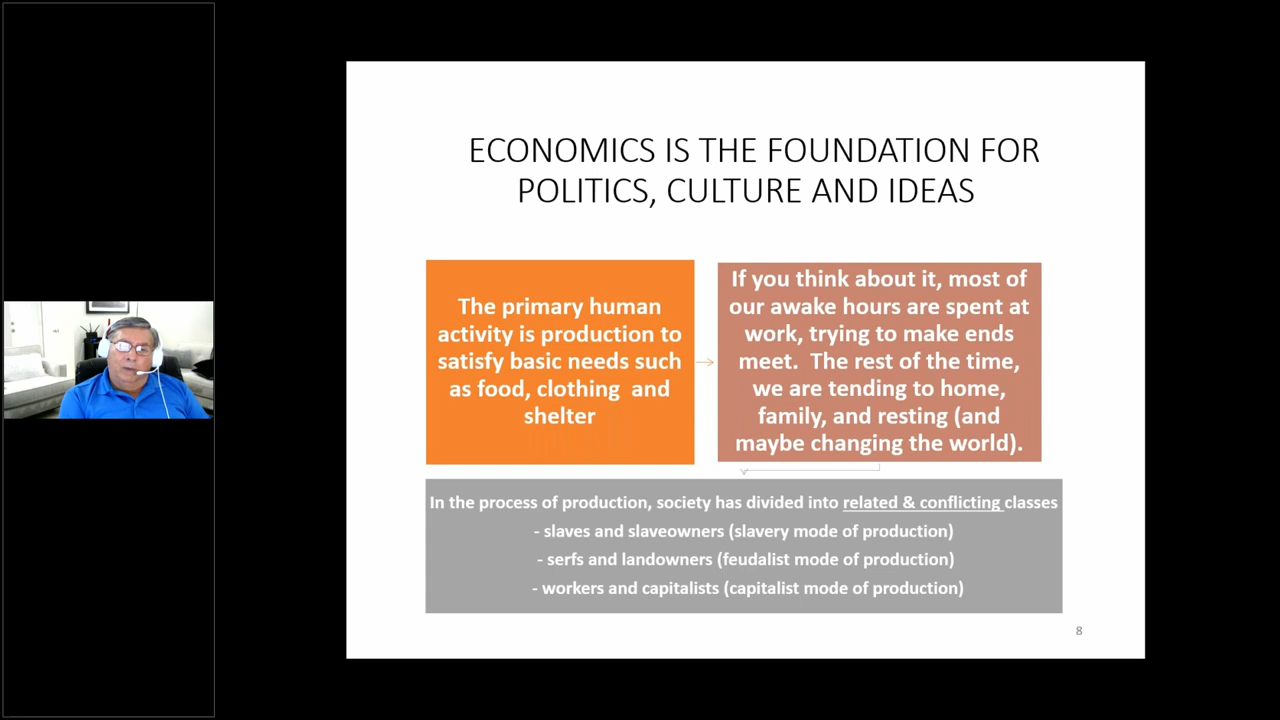 ECONOMICS IS THE FOUNDATION FOR
POLITICS, CULTURE AND IDEAS
The primary human
activity is production to
satisfy basic needs such
as food, clothing  and
shelter
If you think about it, most of
our awake hours are spent at
work, trying to make ends
meet.  The rest of the time,
we are tending to home,
family, and resting (and
maybe changing the world).
In the process of production, society has divided into related & conflicting classes
- slaves and slaveowners (slavery mode of production)
- serfs and landowners (feudalist mode of production)
- workers and capitalists (capitalist mode of production)
8